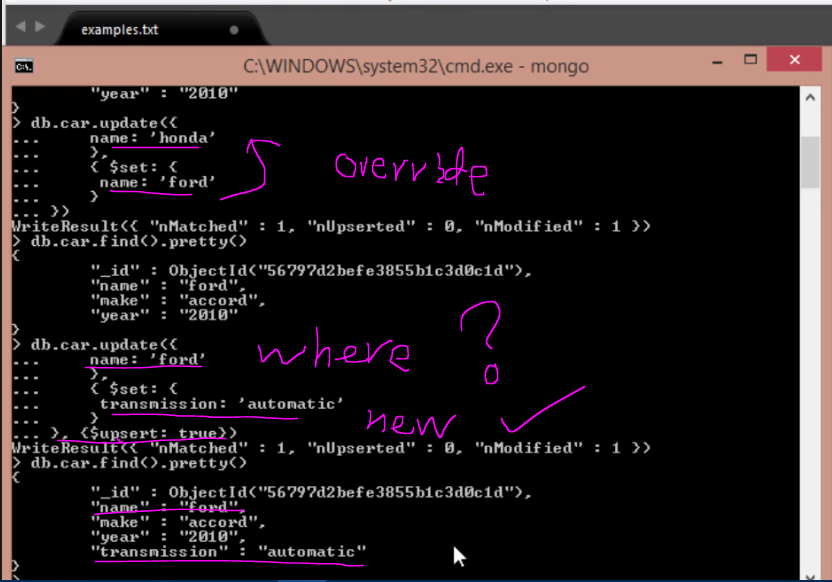 examples.txt
C:\WINDOWS\system32\cmd.exe - mongo
"year" : "2010"
}
> db.car.update({
... name: 'honda'
... },
... { $set: {
... name: 'ford'
... }
... })
override
WriteResult({ "nMatched" : 1, "nUpserted" : 0, "nModified" : 1 })
> db.car.find().pretty()
{
"_id" : ObjectId("56797d2befe3855b1c3d0c1d"),
"name" : "ford",
"make" : "accord",
"year" : "2010"
}
> db.car.update({
... name: 'ford'
... },
... { $set: {
... transmission: 'automatic'
... }
... }, {$upsert: true})
where ?
new ✓
WriteResult({ "nMatched" : 1, "nUpserted" : 0, "nModified" : 1 })
> db.car.find().pretty()
{
"_id" : ObjectId("56797d2befe3855b1c3d0c1d"),
"name" : "ford",
"make" : "accord",
"year" : "2010",
"transmission" : "automatic"
}